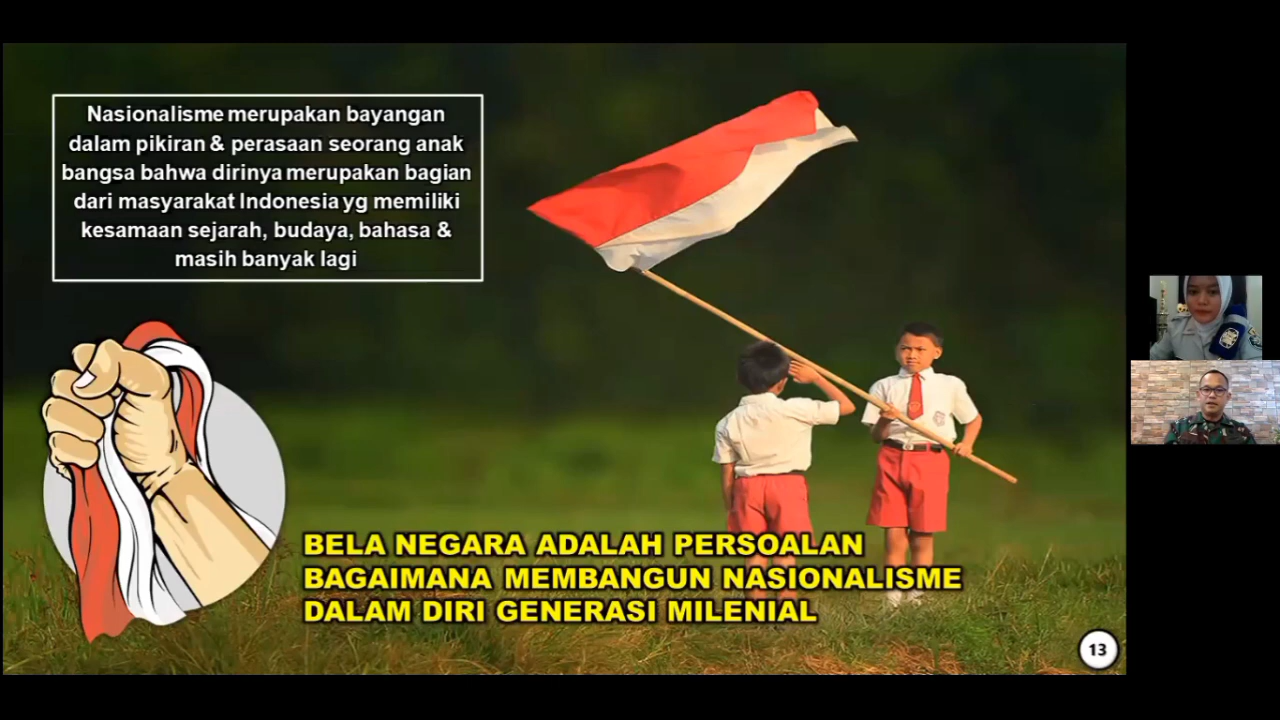 Nasionalisme merupakan bayangan
dalam pikiran & perasaan seorang anak
bangsa bahwa dirinya merupakan bagian
dari masyarakat Indonesia yg memiliki
kesamaan sejarah, budaya, bahasa &
masih banyak lagi
BELA NEGARA ADALAH PERSOALAN
BAGAIMANA MEMBANGUN NASIONALISME
DALAM DIRI GENERASI MILENIAL
13